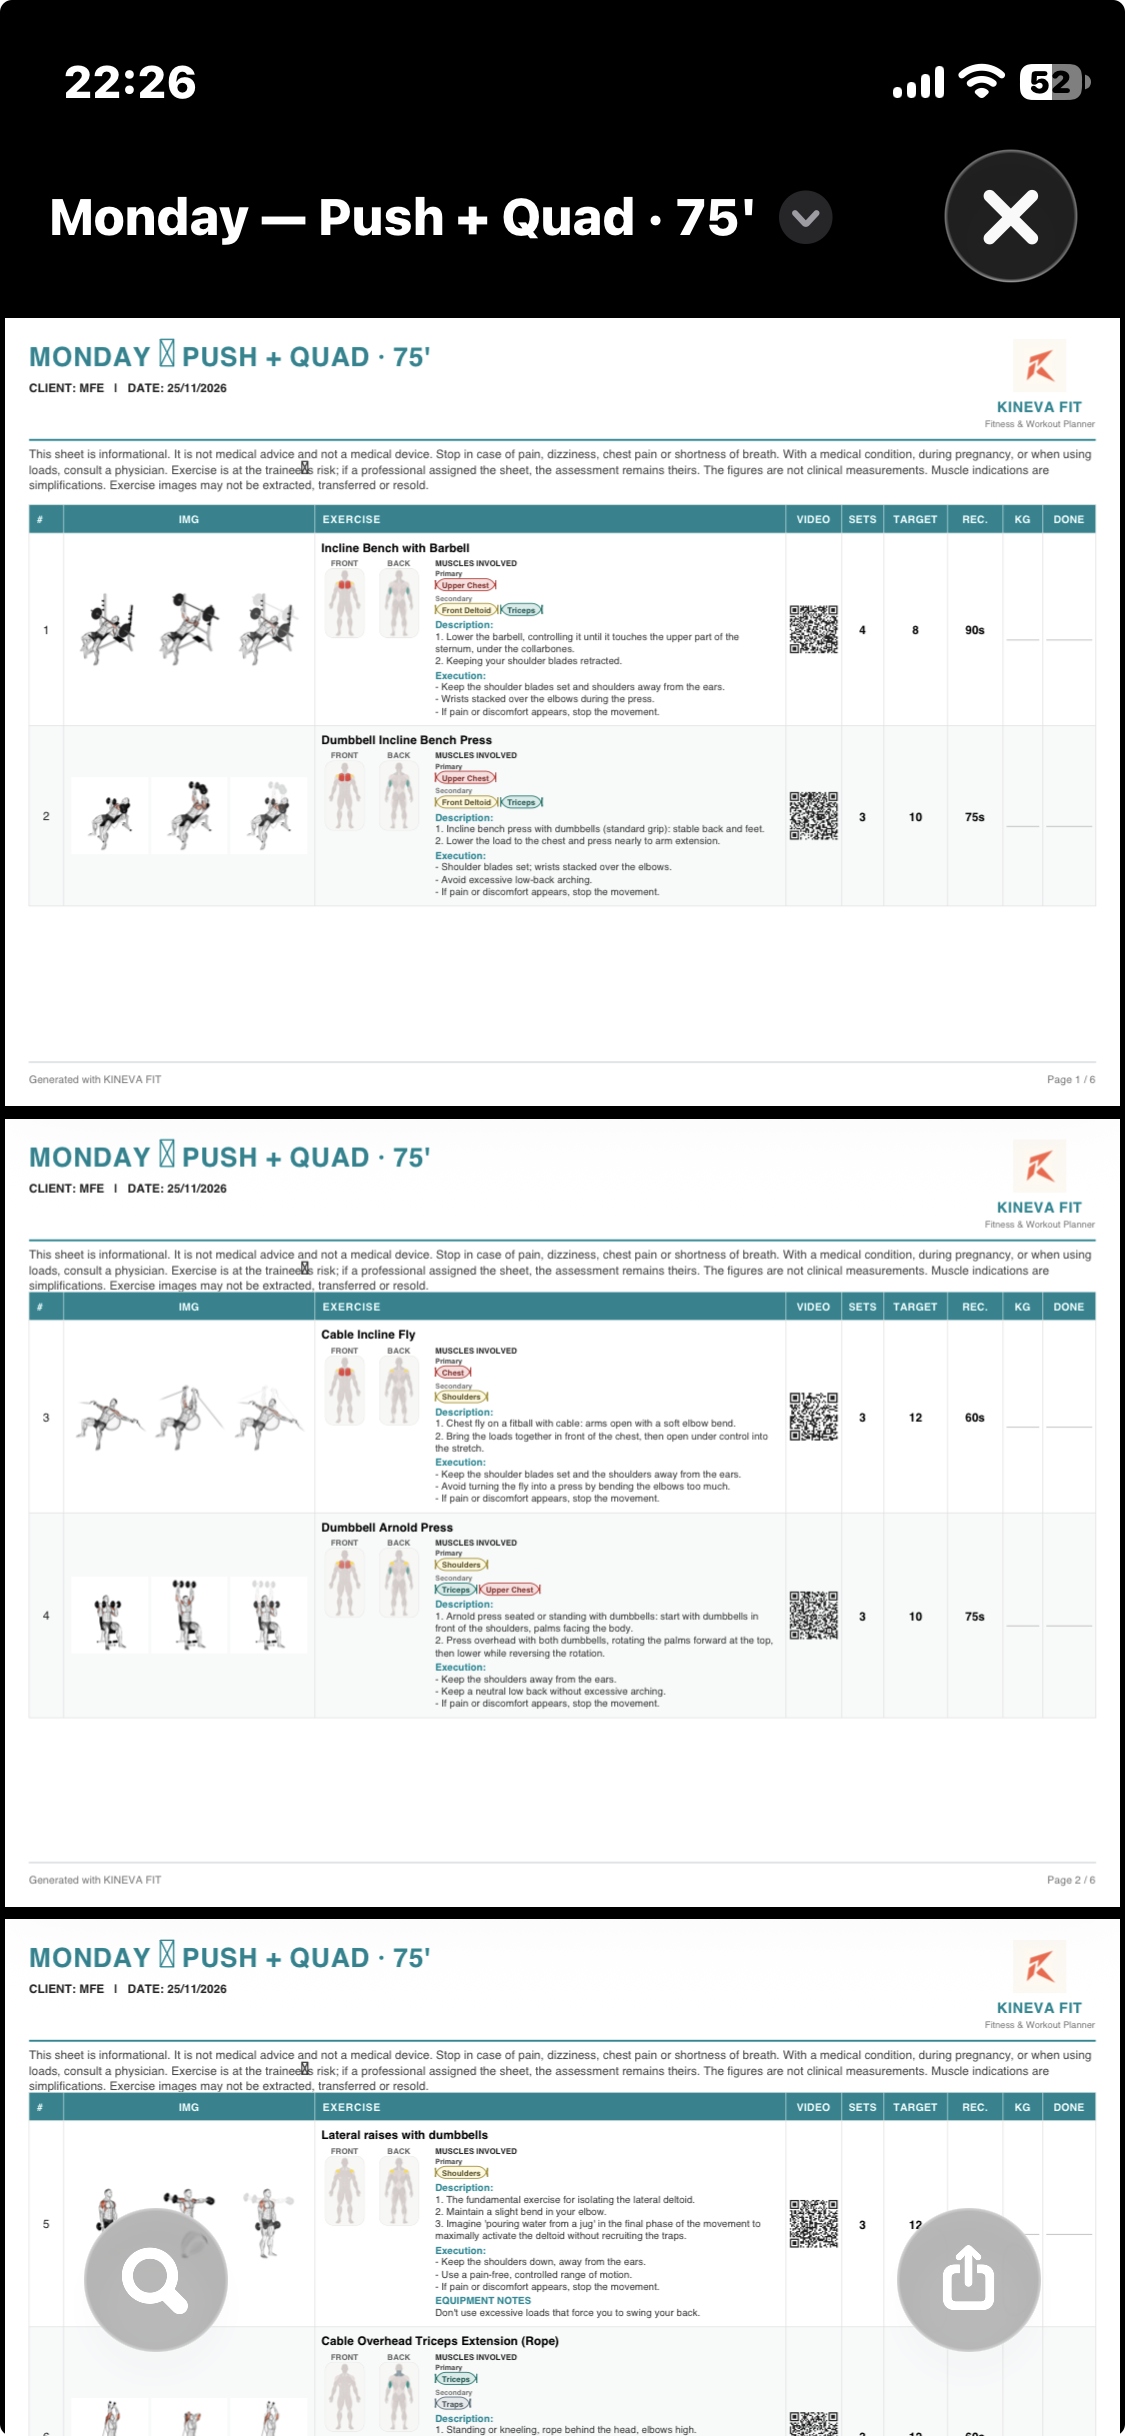 22:26
52
Monday — Push + Quad · 75'
MONDAY PUSH + QUAD · 75'
CLIENT: MFE | DATE: 25/11/2026
KINEVA FIT
Fitness & Workout Planner
This sheet is informational. It is not medical advice and not a medical device. Stop in case of pain, dizziness, chest pain or shortness of breath. With a medical condition, during pregnancy, or when using
loads, consult a physician. Exercise is at the trainee s risk; if a professional assigned the sheet, the assessment remains theirs. The figures are not clinical measurements. Muscle indications are
simplifications. Exercise images may not be extracted, transferred or resold.
# IMG EXERCISE VIDEO SETS TARGET REC. KG DONE
Incline Bench with Barbell
FRONT BACK MUSCLES INVOLVED
Primary
Upper Chest
Secondary
Front Deltoid Triceps
Description:
1. Lower the barbell, controlling it until it touches the upper part of the
sternum, under the collarbones.
1 4 8 90s
2. Keeping your shoulder blades retracted.
Execution:
- Keep the shoulder blades set and shoulders away from the ears.
- Wrists stacked over the elbows during the press.
- If pain or discomfort appears, stop the movement.
Dumbbell Incline Bench Press
FRONT BACK MUSCLES INVOLVED
Primary
Upper Chest
Secondary
Front Deltoid Triceps
Description:
2 3 10 75s
1. Incline bench press with dumbbells (standard grip): stable back and feet.
2. Lower the load to the chest and press nearly to arm extension.
Execution:
- Shoulder blades set; wrists stacked over the elbows.
- Avoid excessive low-back arching.
- If pain or discomfort appears, stop the movement.
Generated with KINEVA FIT Page 1 / 6
MONDAY PUSH + QUAD · 75'
CLIENT: MFE | DATE: 25/11/2026
KINEVA FIT
Fitness & Workout Planner
This sheet is informational. It is not medical advice and not a medical device. Stop in case of pain, dizziness, chest pain or shortness of breath. With a medical condition, during pregnancy, or when using
loads, consult a physician. Exercise is at the trainee s risk; if a professional assigned the sheet, the assessment remains theirs. The figures are not clinical measurements. Muscle indications are
simplifications. Exercise images may not be extracted, transferred or resold.
# IMG EXERCISE VIDEO SETS TARGET REC. KG DONE
Cable Incline Fly
FRONT BACK MUSCLES INVOLVED
Primary
Chest
Secondary
Shoulders
Description:
3 3 12 60s
1. Chest fly on a fitball with cable: arms open with a soft elbow bend.
2. Bring the loads together in front of the chest, then open under control into
the stretch.
Execution:
- Keep the shoulder blades set and the shoulders away from the ears.
- Avoid turning the fly into a press by bending the elbows too much.
- If pain or discomfort appears, stop the movement.
Dumbbell Arnold Press
FRONT BACK MUSCLES INVOLVED
Primary
Shoulders
Secondary
Triceps Upper Chest
Description:
1. Arnold press seated or standing with dumbbells: start with dumbbells in
4 3 10 75s
front of the shoulders, palms facing the body.
2. Press overhead with both dumbbells, rotating the palms forward at the top,
then lower while reversing the rotation.
Execution:
- Keep the shoulders away from the ears.
- Keep a neutral low back without excessive arching.
- If pain or discomfort appears, stop the movement.
Generated with KINEVA FIT Page 2 / 6
MONDAY PUSH + QUAD · 75'
CLIENT: MFE | DATE: 25/11/2026
KINEVA FIT
Fitness & Workout Planner
This sheet is informational. It is not medical advice and not a medical device. Stop in case of pain, dizziness, chest pain or shortness of breath. With a medical condition, during pregnancy, or when using
loads, consult a physician. Exercise is at the trainee s risk; if a professional assigned the sheet, the assessment remains theirs. The figures are not clinical measurements. Muscle indications are
simplifications. Exercise images may not be extracted, transferred or resold.
# IMG EXERCISE VIDEO SETS TARGET REC. KG DONE
Lateral raises with dumbbells
FRONT BACK MUSCLES INVOLVED
Primary
Shoulders
Description:
1. The fundamental exercise for isolating the lateral deltoid.
2. Maintain a slight bend in your elbow.
5 3 12
3. Imagine 'pouring water from a jug' in the final phase of the movement to
maximally activate the deltoid without recruiting the traps.
Execution:
- Keep the shoulders down, away from the ears.
- Use a pain-free, controlled range of motion.
- If pain or discomfort appears, stop the movement.
EQUIPMENT NOTES
Don't use excessive loads that force you to swing your back.
Cable Overhead Triceps Extension (Rope)
FRONT BACK MUSCLES INVOLVED
Primary
Triceps
Secondary
Traps
Description:
1. Standing or kneeling, rope behind the head, elbows high.